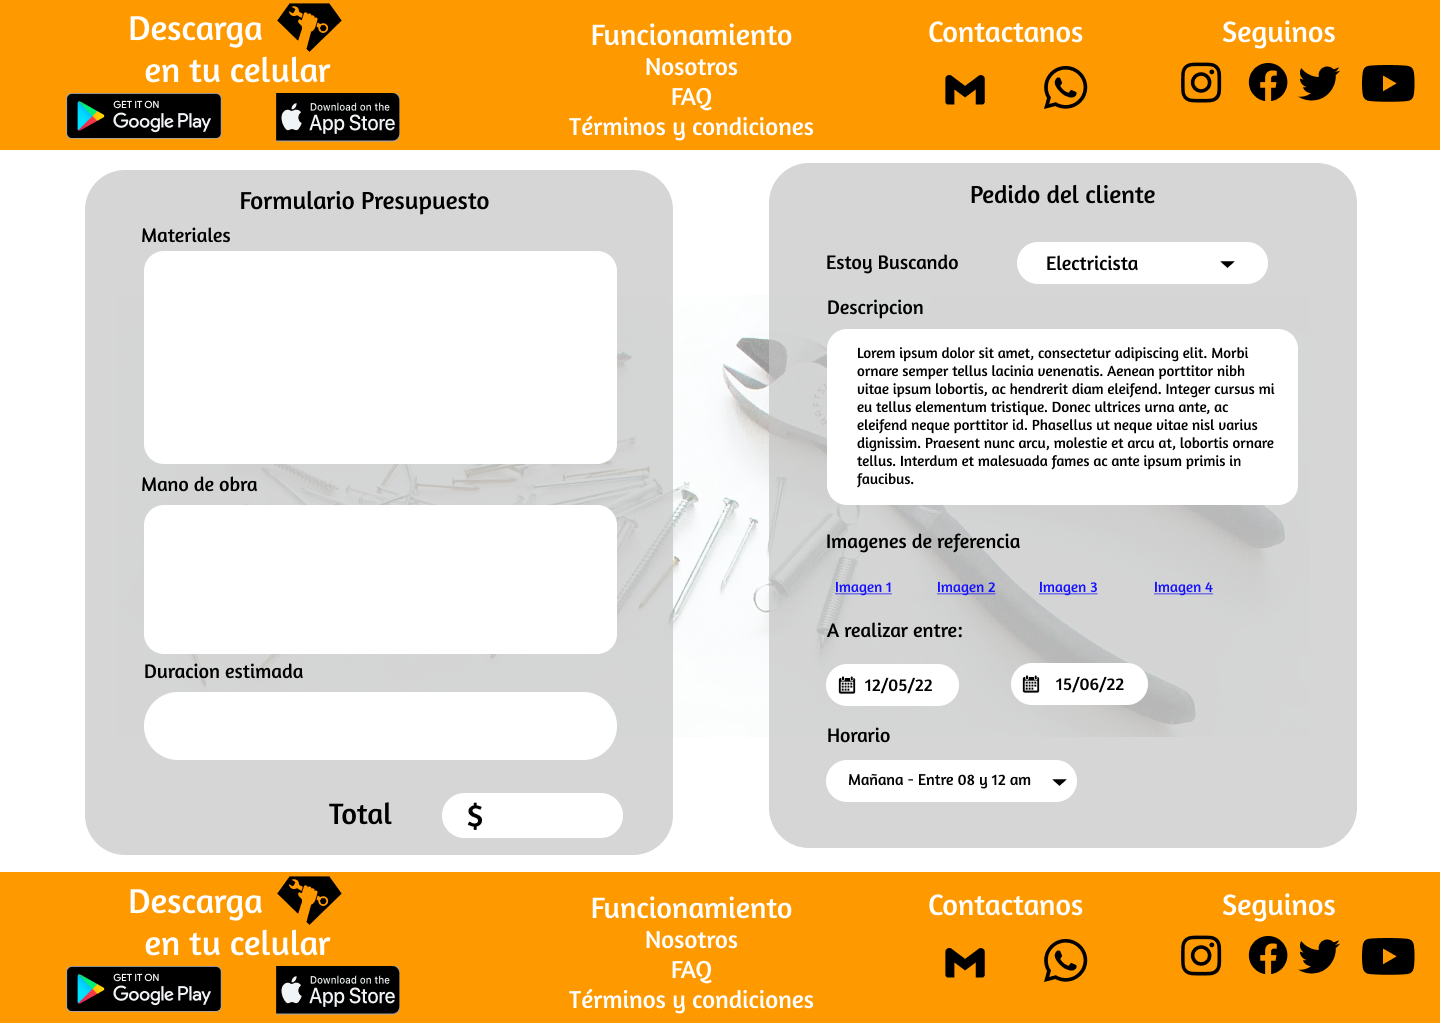 Descarga
en tu celular
GET IT ON
Google Play
Download on the
App Store
Funcionamiento
Nosotros
FAQ
Términos y condiciones
Contactanos
Seguinos
Formulario Presupuesto
Materiales
Mano de obra
Duracion estimada
Total
$
Pedido del cliente
Estoy Buscando
Electricista
Descripcion
Lorem ipsum dolor sit amet, consectetur adipiscing elit. Morbi
ornare semper tellus lacinia venenatis. Aenean porttitor nibh
vitae ipsum lobortis, ac hendrerit diam eleifend. Integer cursus mi
eu tellus elementum tristique. Donec ultrices urna ante, ac
eleifend neque porttitor id. Phasellus ut neque vitae nisl varius
dignissim. Praesent nunc arcu, molestie et arcu at, lobortis ornare
tellus. Interdum et malesuada fames ac ante ipsum primis in
faucibus.
Imagenes de referencia
Imagen 1 Imagen 2 Imagen 3 Imagen 4
A realizar entre:
12/05/22 15/06/22
Horario
Mañana - Entre 08 y 12 am
Descarga
en tu celular
GET IT ON
Google Play
Download on the
App Store
Funcionamiento
Nosotros
FAQ
Términos y condiciones
Contactanos
Seguinos